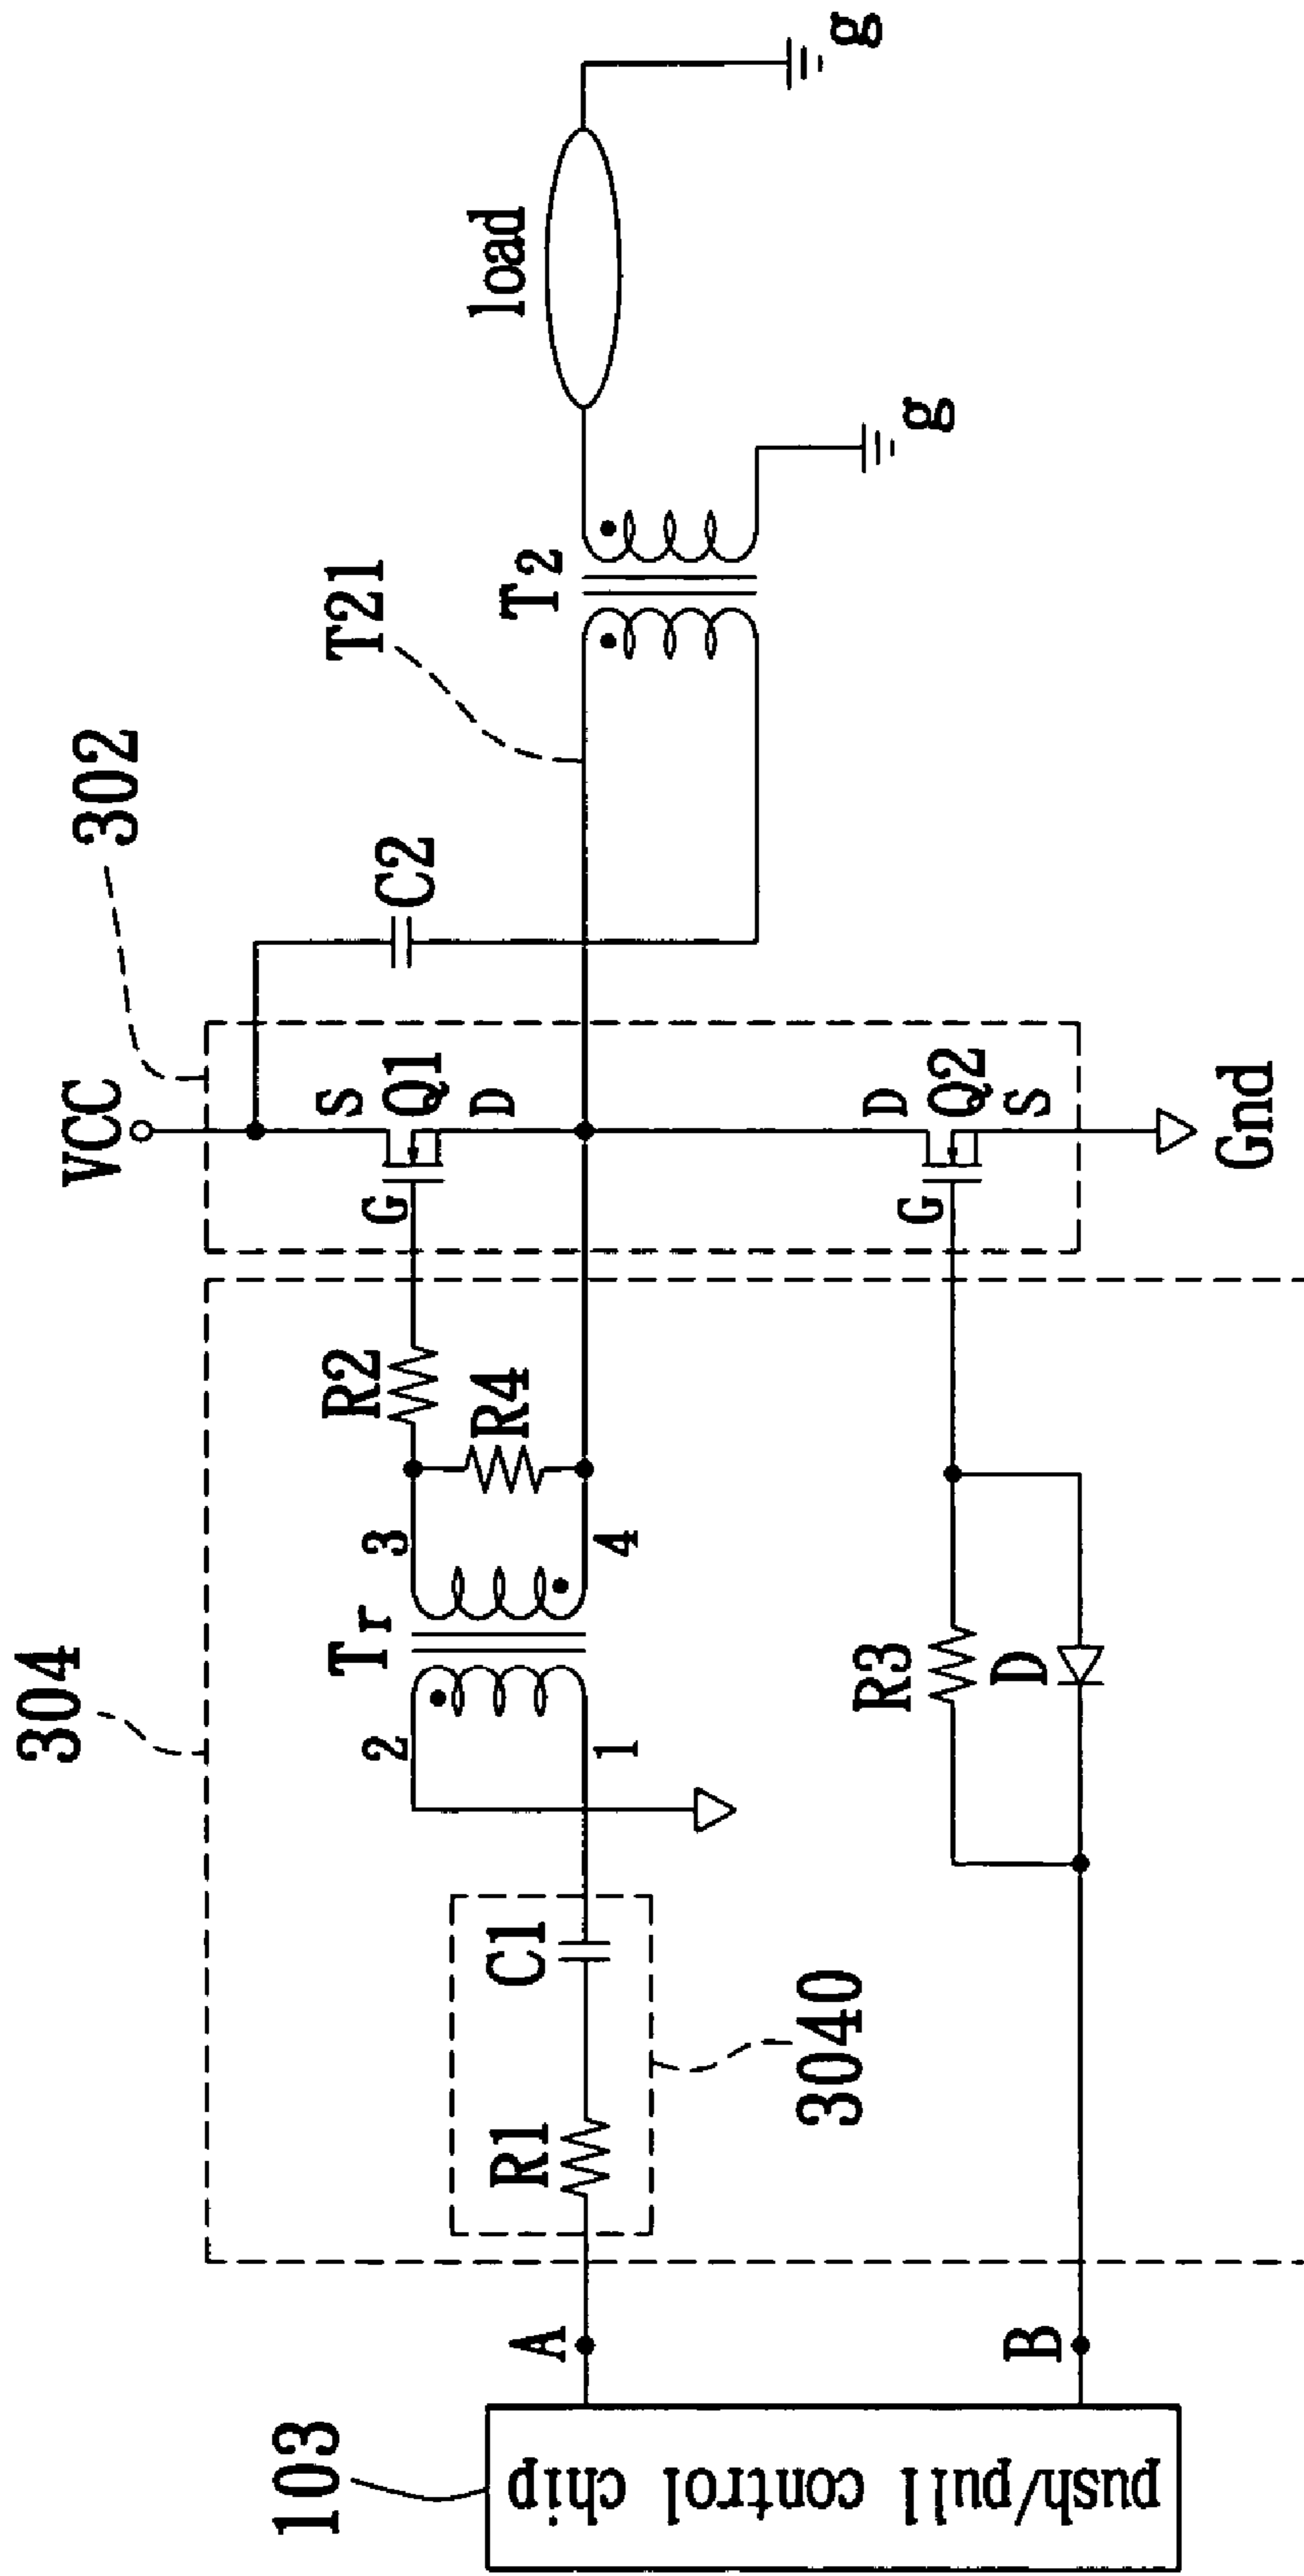 304
302
VCC
T21
Tr
2
3
R2
G
S
Q1
D
C2
T2
load
C1
R1
1
4
R4
g
g
A
3040
103
push/pull control chip
R3
D
G
D
Q2
S
B
Gnd